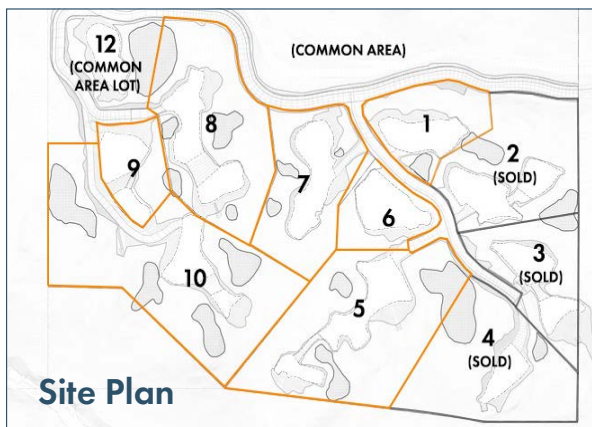 12
(COMMON
AREA LOT)
(COMMON AREA)
8
1
2
(SOLD)
9
7
6
3
(SOLD)
10
5
4
(SOLD)
Site Plan